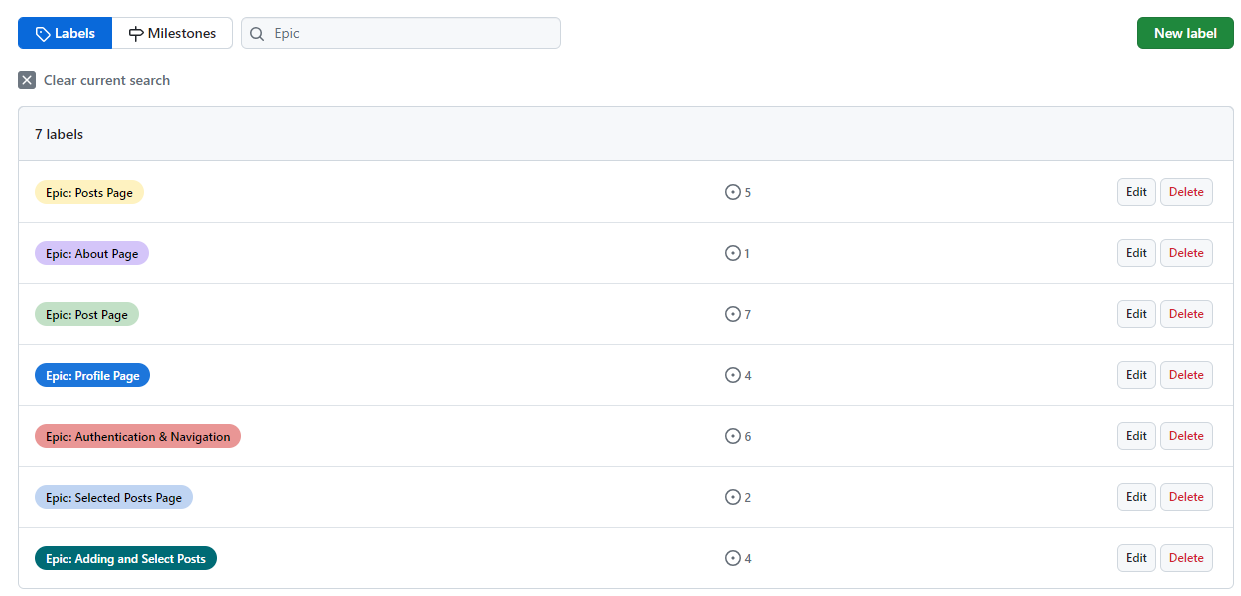 Labels Milestones Epic New label
Clear current search
7 labels
Epic: Posts Page 5 Edit Delete
Epic: About Page 1 Edit Delete
Epic: Post Page 7 Edit Delete
Epic: Profile Page 4 Edit Delete
Epic: Authentication & Navigation 6 Edit Delete
Epic: Selected Posts Page 2 Edit Delete
Epic: Adding and Select Posts 4 Edit Delete